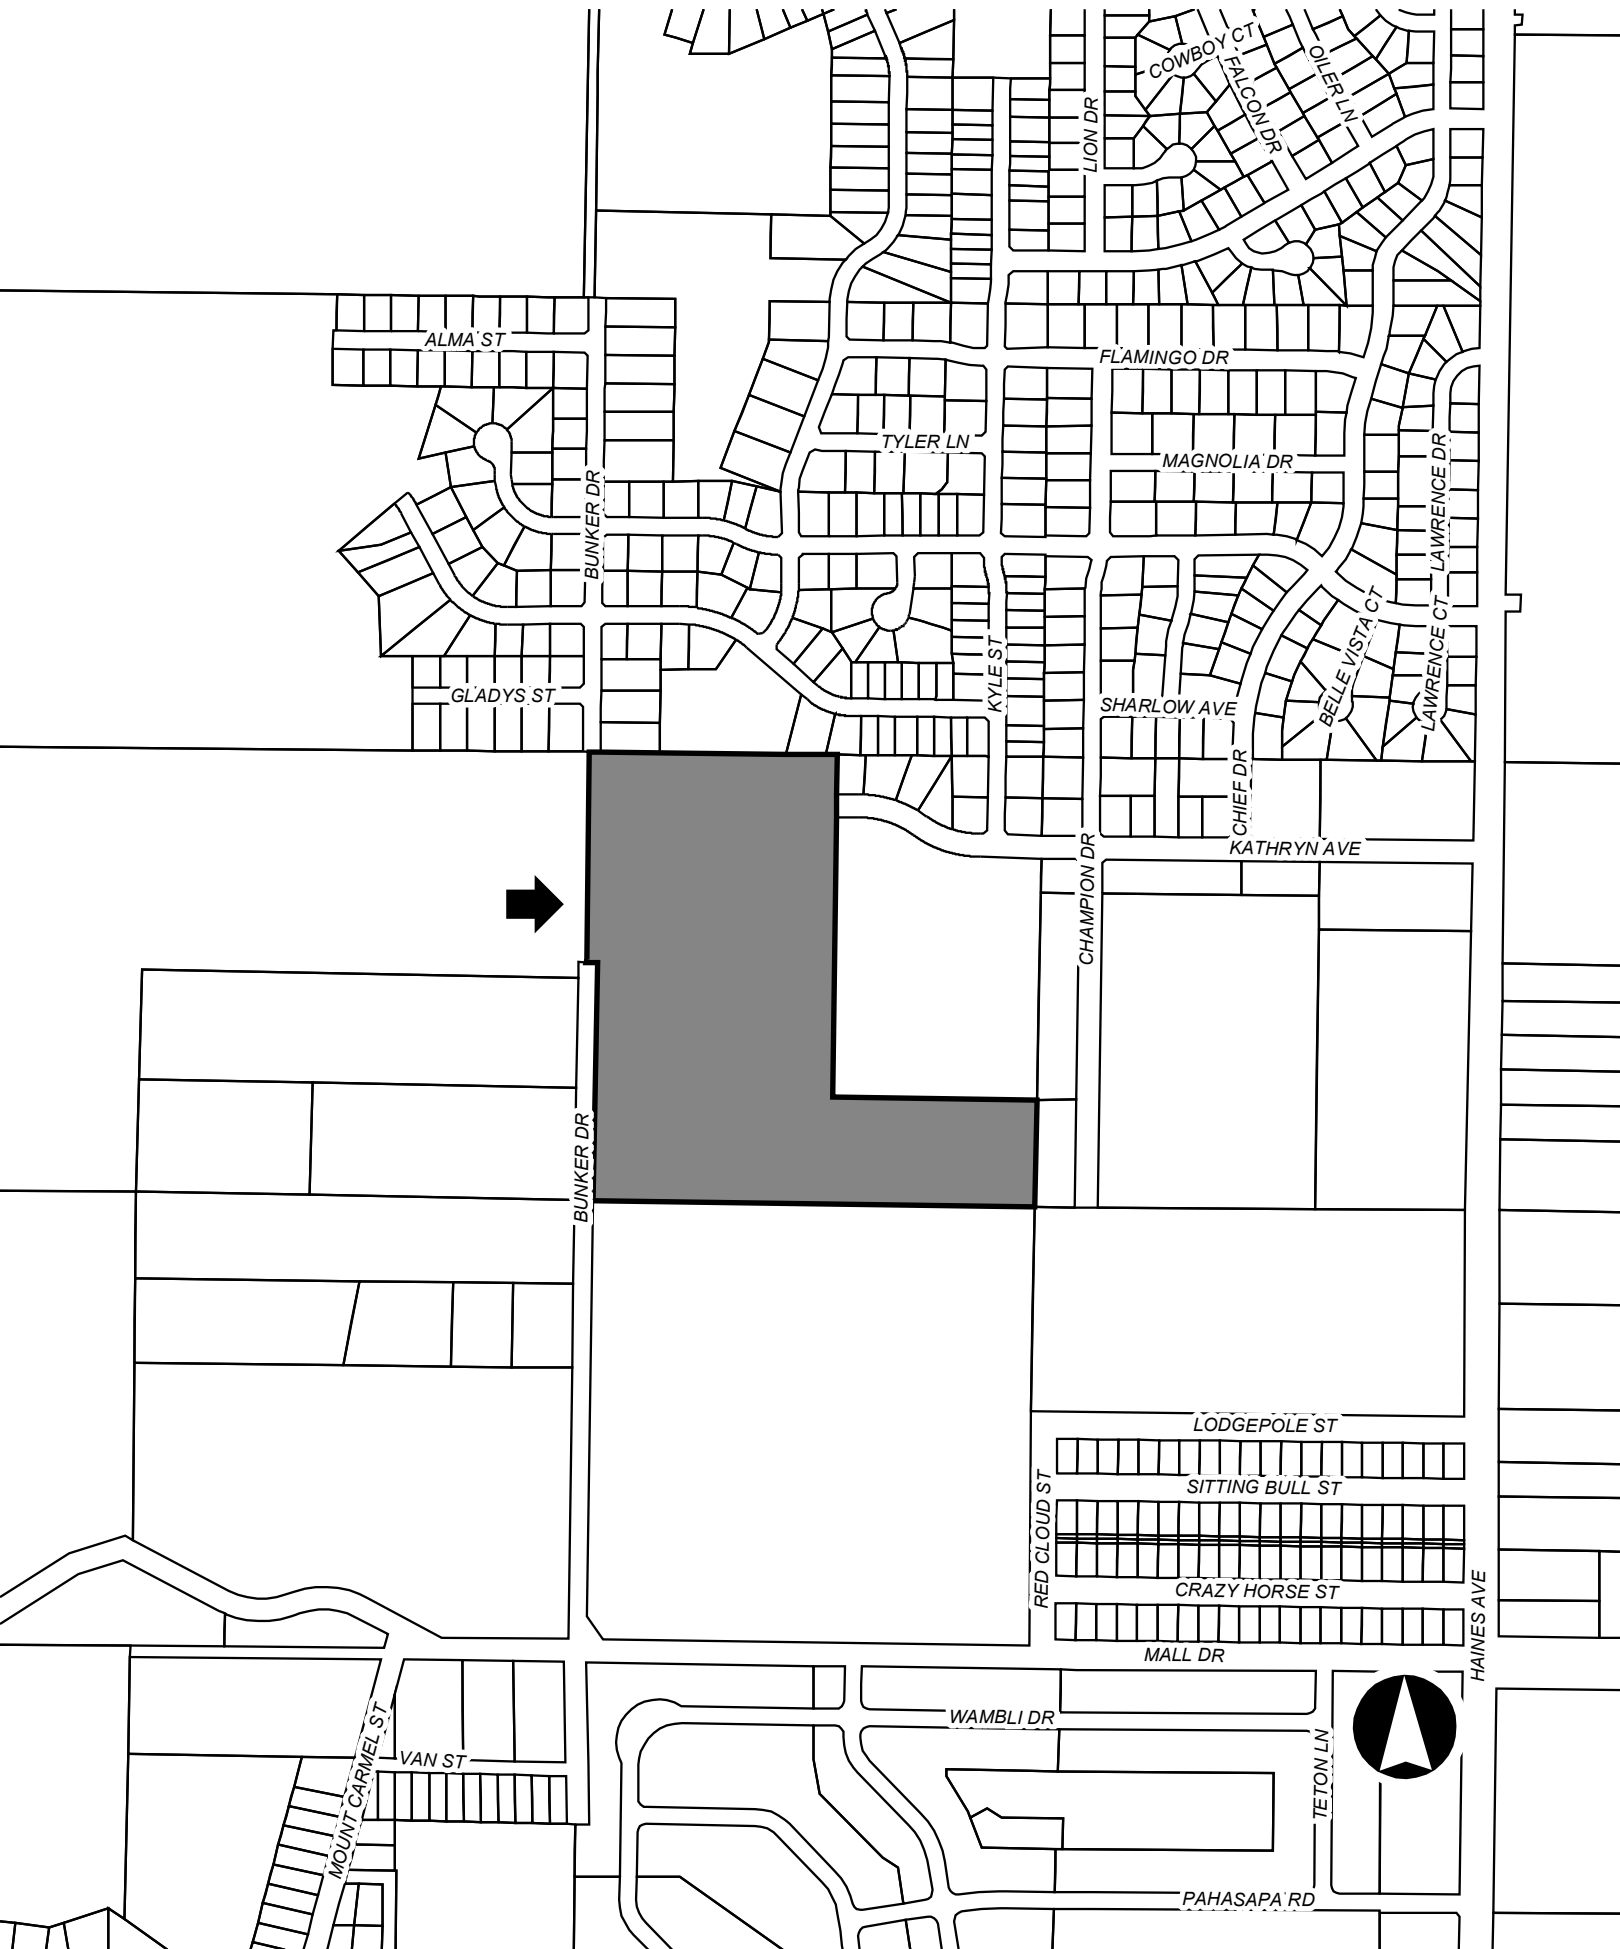 COWBOY CT
FALCON DR
OILER LN
LION DR
ALMA ST
FLAMINGO DR
TYLER LN
MAGNOLIA DR
LAWRENCE DR
BUNKER DR
BELLE VISTA CT
LAWRENCE CT
KYLE ST
GLADYS ST
SHARLOW AVE
CHIEF DR
KATHRYN AVE
CHAMPION DR
BUNKER DR
LODGEPOLE ST
SITTING BULL ST
RED CLOUD ST
CRAZY HORSE ST
HAINES AVE
MALL DR
WAMBLI DR
MOUNT CARMEL ST
VAN ST
TETON LN
PAHASAPA RD